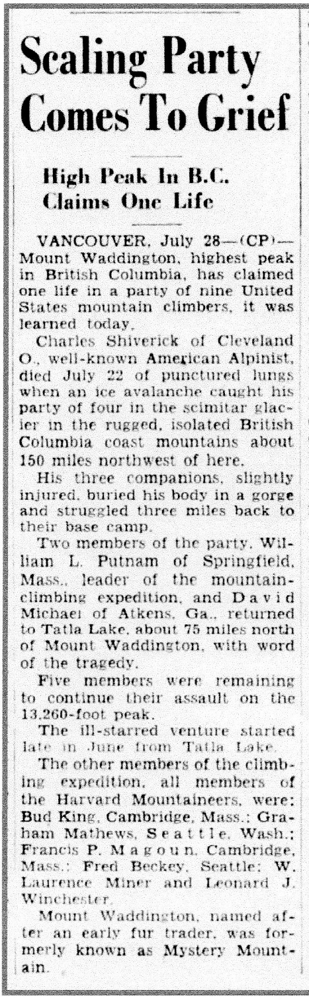 Scaling Party
Comes To Grief
High Peak In B.C.
Claims One Life
VANCOUVER, July 28—(CP)—
Mount Waddington, highest peak
in British Columbia, has claimed
one life in a party of nine United
States mountain climbers, it was
learned today.
Charles Shiverick of Cleveland
O., well-known American Alpinist,
died July 22 of punctured lungs
when an ice avalanche caught his
party of four in the scimitar glac-
ier in the rugged, isolated British
Columbia coast mountains about
150 miles northwest of here.
His three companions, slightly
injured, buried his body in a gorge
and struggled three miles back to
their base camp.
Two members of the party, Wil-
liam L. Putnam of Springfield,
Mass., leader of the mountain-
climbing expedition, and David
Michael of Atkens, Ga., returned
to Tatla Lake, about 75 miles north
of Mount Waddington, with word
of the tragedy.
Five members were remaining
to continue their assault on the
13,260-foot peak.
The ill-starred venture started
late in June from Tatla Lake.
The other members of the climb-
ing expedition, all members of
the Harvard Mountaineers, were:
Bud King, Cambridge, Mass.; Gra-
ham Mathews, Seattle, Wash.;
Francis P. Magoun, Cambridge,
Mass.; Fred Beckey, Seattle; W.
Laurence Miner and Leonard J.
Winchester.
Mount Waddington, named af-
ter an early fur trader, was for-
merly known as Mystery Mount-
ain.